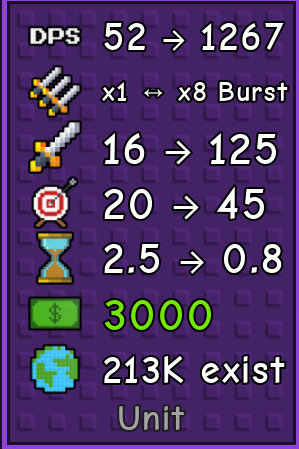 DPS 52 → 1267
x1 ↔ x8 Burst
16 → 125
20 → 45
2.5 → 0.8
$ 3000
213K exist
Unit